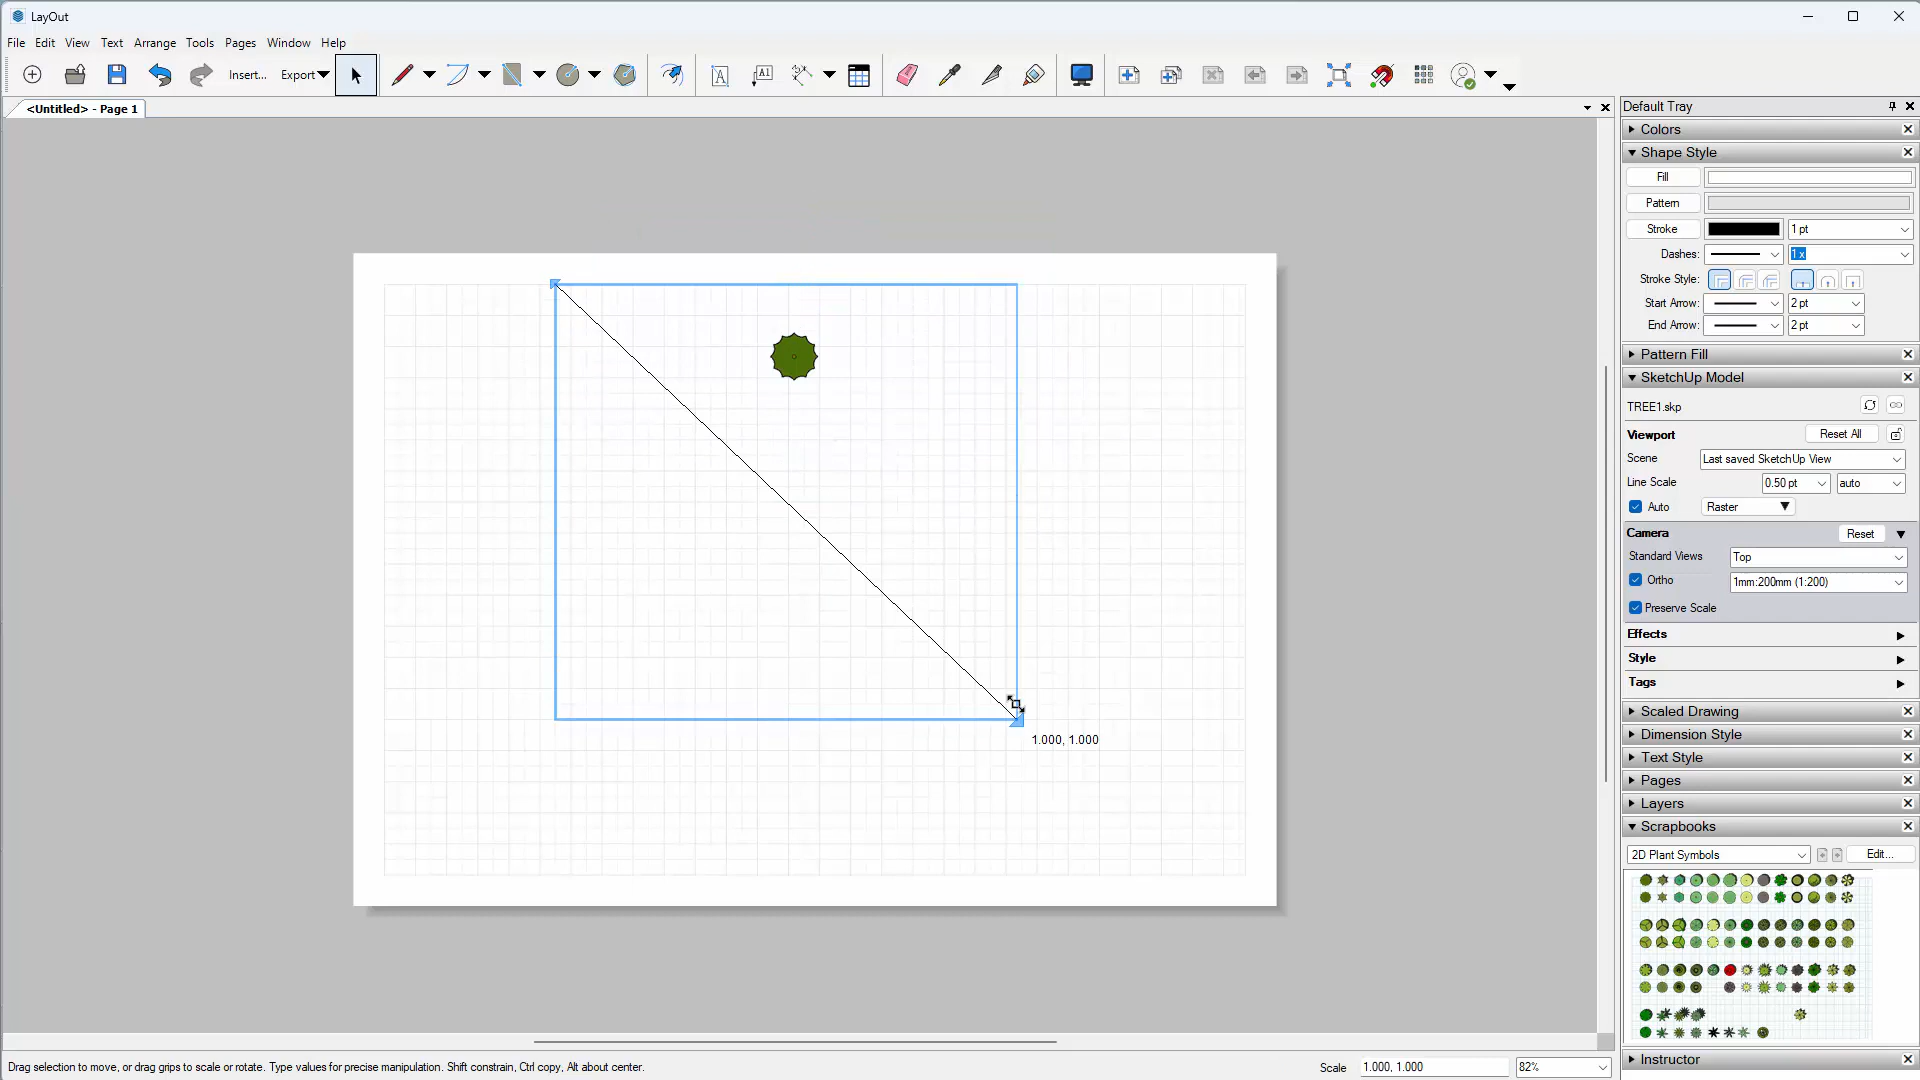 LayOut
File Edit View Text Arrange Tools Pages Window Help
Insert... Export A A1
<Untitled> - Page 1
Default Tray
Colors
Shape Style
Fill
Pattern
Stroke 1 pt
Dashes: 1 x
Stroke Style:
Start Arrow: 2 pt
End Arrow: 2 pt
Pattern Fill
SketchUp Model
TREE1.skp
Viewport Reset All
Scene Last saved SketchUp View
Line Scale 0.50 pt auto
Auto Raster
Camera Reset
Standard Views Top
Ortho 1mm:200mm (1:200)
Preserve Scale
Effects
Style
Tags
Scaled Drawing
Dimension Style
Text Style
Pages
Layers
Scrapbooks
2D Plant Symbols Edit...
Instructor
1.000, 1.000
Drag selection to move, or drag grips to scale or rotate. Type values for precise manipulation. Shift constrain, Ctrl copy, Alt about center.
Scale 1.000, 1.000 82%